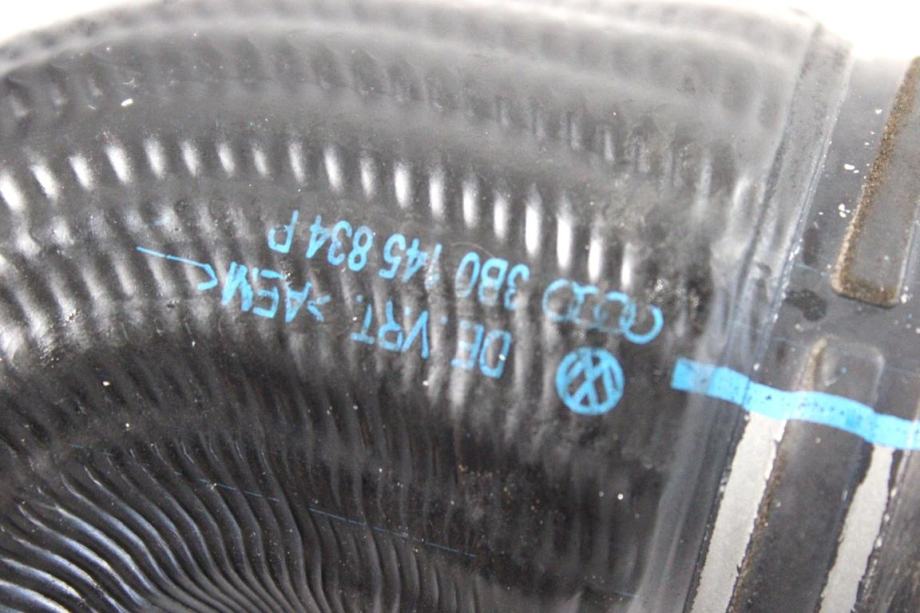 3B0 145 834 P
DE. VRT. >AEM<